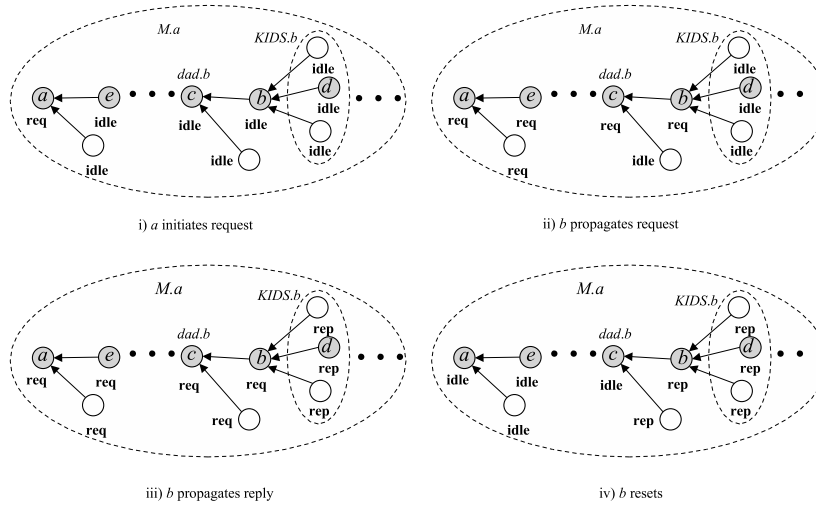 M.a
KIDS.b
idle
dad.b
a
e
c
b
d
idle
req
idle
idle
idle
idle
idle
idle
i) a initiates request
M.a
KIDS.b
idle
dad.b
a
e
c
b
d
idle
req
req
req
req
idle
idle
req
ii) b propagates request
M.a
KIDS.b
rep
dad.b
a
e
c
b
d
rep
req
req
req
req
rep
req
req
iii) b propagates reply
M.a
KIDS.b
rep
dad.b
a
e
c
b
d
rep
idle
idle
idle
rep
rep
rep
idle
iv) b resets